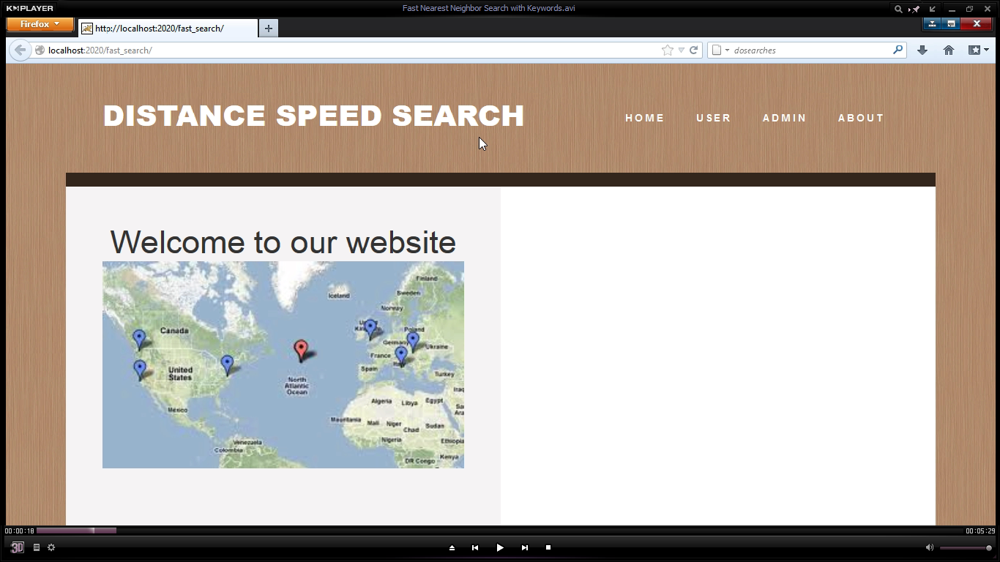 K-MPLAYER
Fast Nearest Neighbor Search with Keywords.avi
Firefox
http://localhost:2020/fast_search/
localhost:2020/fast_search/
dosearches
DISTANCE SPEED SEARCH
HOME USER ADMIN ABOUT
Welcome to our website
Finland
Iceland
Sweden
Norway
Canada
Poland
Germany
Ukraine
France
United
States
Spain
Turkey
North
Atlantic
Ocean
Algeria
Libya
Egypt
Mexico
Mauritania
Mali
Niger
Chad
Sudan
Nigeria
Ethiopia
Venezuela
Colombia
Kenya
DR Congo
00:00:18
00:05:29
3D